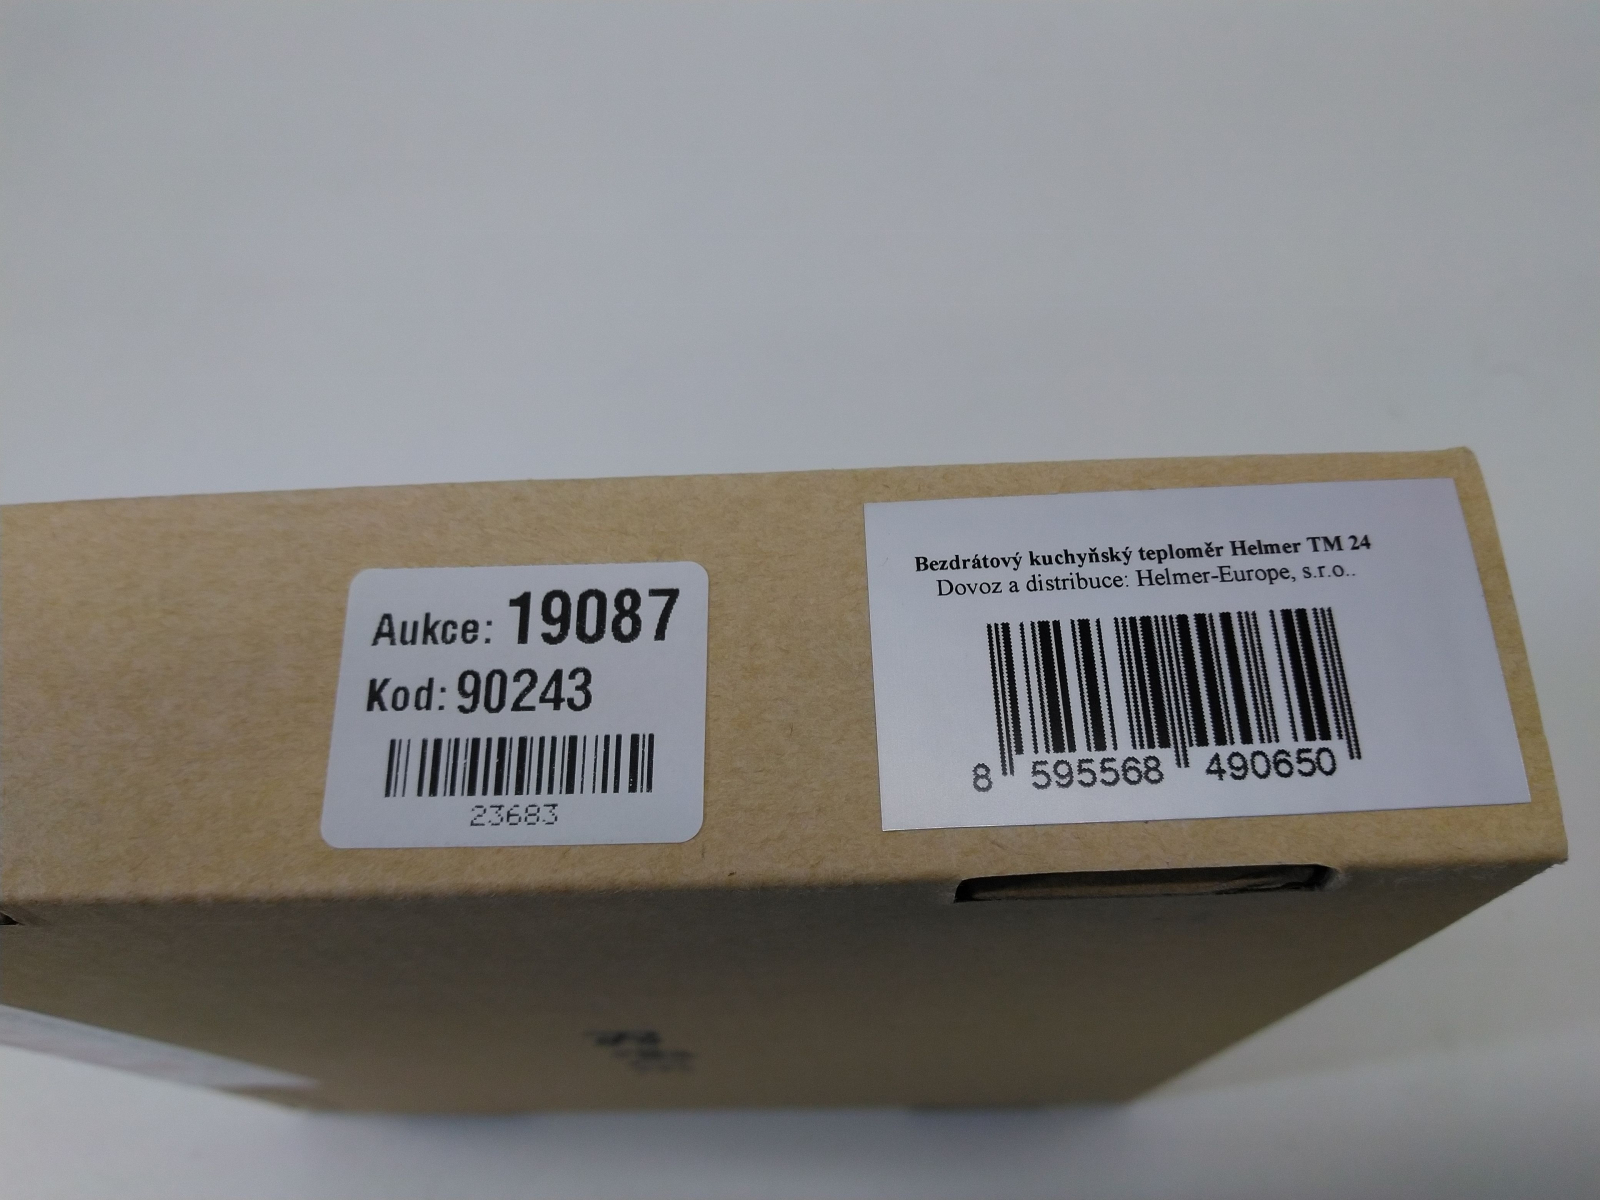 Aukce: 19087
Kod: 90243
23683
Bezdrátový kuchyňský teploměr Helmer TM 24
Dovoz a distribuce: Helmer-Europe, s.r.o..
8 595568 490650